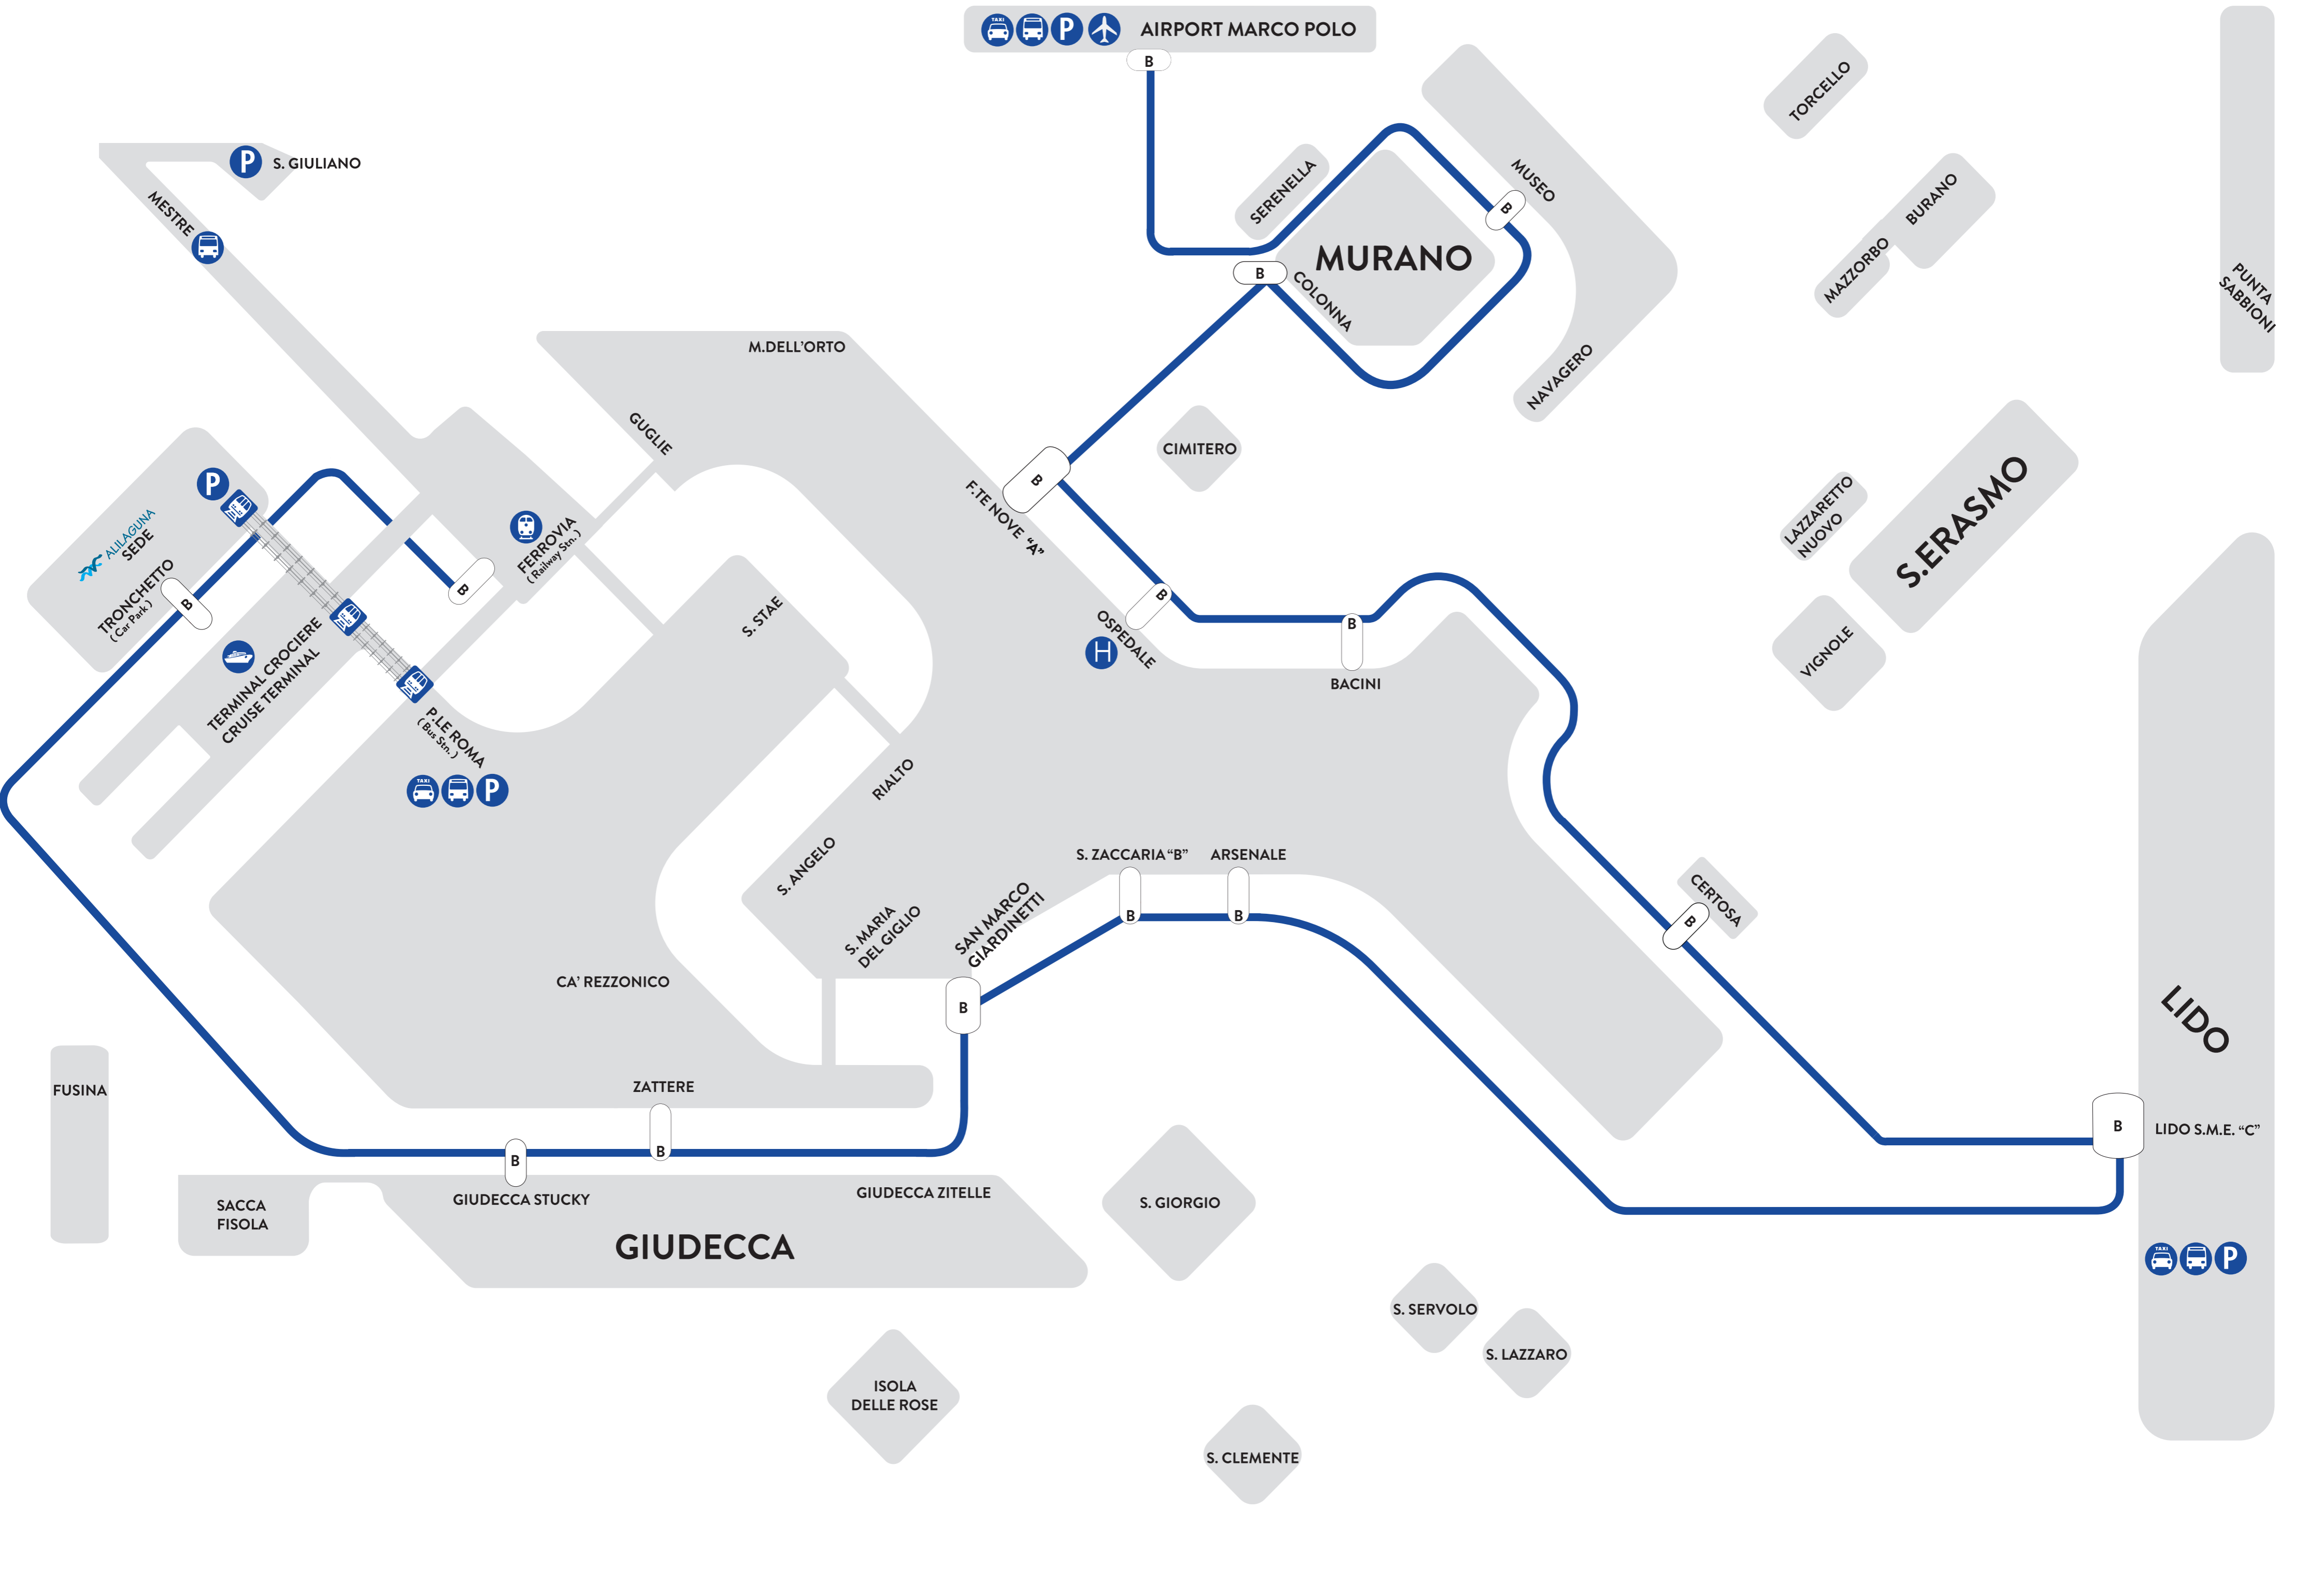 TAXI
P
AIRPORT MARCO POLO
B
P
S. GIULIANO
MESTRE
TORCELLO
BURANO
MAZZORBO
PUNTA
SABBIONI
SERENELLA
MUSEO
B
MURANO
B
COLONNA
NAVAGERO
M.DELL'ORTO
GUGLIE
CIMITERO
B
F.TE NOVE “A”
P
ALILAGUNA
SEDE
TRONCHETTO
( Car Park )
B
FERROVIA
( Railway Stn. )
B
TERMINAL CROCIERE
CRUISE TERMINAL
P.LE ROMA
( Bus Stn. )
TAXI
P
S. STAE
RIALTO
S. ANGELO
B
OSPEDALE
H
B
BACINI
LAZZARETTO
NUOVO
S.ERASMO
VIGNOLE
S. ZACCARIA“B”
B
ARSENALE
B
CERTOSA
B
S. MARIA
DEL GIGLIO
SAN MARCO
GIARDINETTI
B
CA’ REZZONICO
LIDO
B
LIDO S.M.E. “C”
TAXI
P
FUSINA
ZATTERE
B
B
GIUDECCA STUCKY
GIUDECCA ZITELLE
SACCA
FISOLA
GIUDECCA
S. GIORGIO
S. SERVOLO
S. LAZZARO
ISOLA
DELLE ROSE
S. CLEMENTE